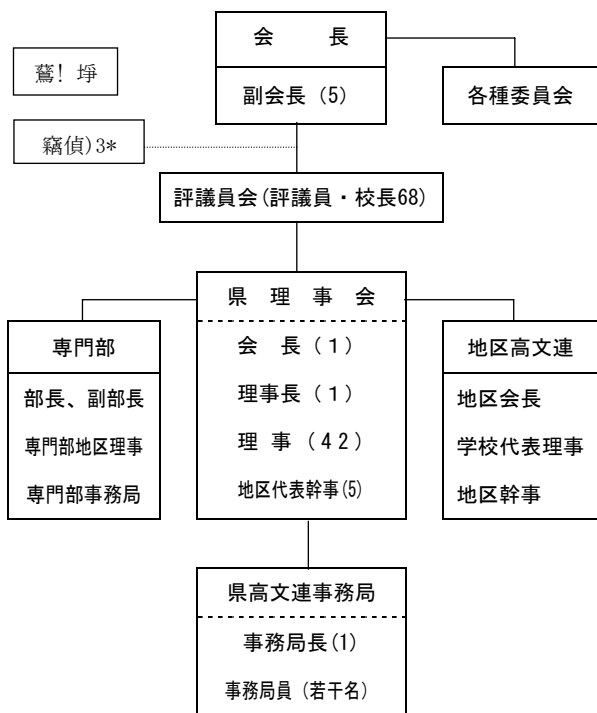 会 長
鵞! 埩
副会長 (5)
各種委員会
竊偵)3*
評議員会(評議員・校長68)
県 理 事 会
専門部
会 長 (1)
地区高文連
部長、副部長
理事長 (1)
地区会長
専門部地区理事
理 事 (42)
学校代表理事
専門部事務局
地区代表幹事(5)
地区幹事
県高文連事務局
事務局長(1)
事務局員 (若干名)